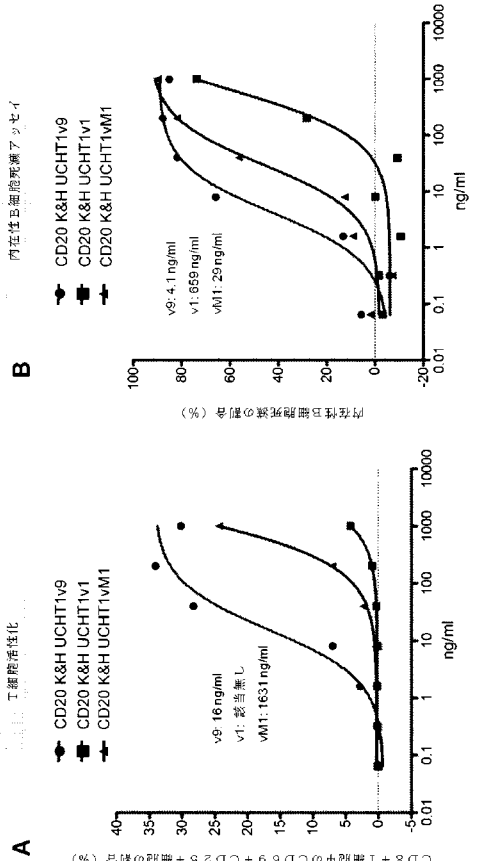 A
T細胞活性化
CD20 K&H UCHT1v9
CD20 K&H UCHT1v1
CD20 K&H UCHT1vM1
v9: 16 ng/ml
v1: 該当無し
vM1: 1631 ng/ml
40
35
30
25
20
15
10
5
0
-5
0.01
0.1
1
10
100
1000
10000
ng/ml
CD8+T細胞中のCD69+CD25+細胞の割合 (%)
B
内在性B細胞死滅アッセイ
CD20 K&H UCHT1v9
CD20 K&H UCHT1v1
CD20 K&H UCHT1vM1
v9: 4.1 ng/ml
v1: 659 ng/ml
vM1: 29 ng/ml
100
80
60
40
20
0
-20
0.01
0.1
1
10
100
1000
10000
ng/ml
内在性B細胞死滅の割合 (%)